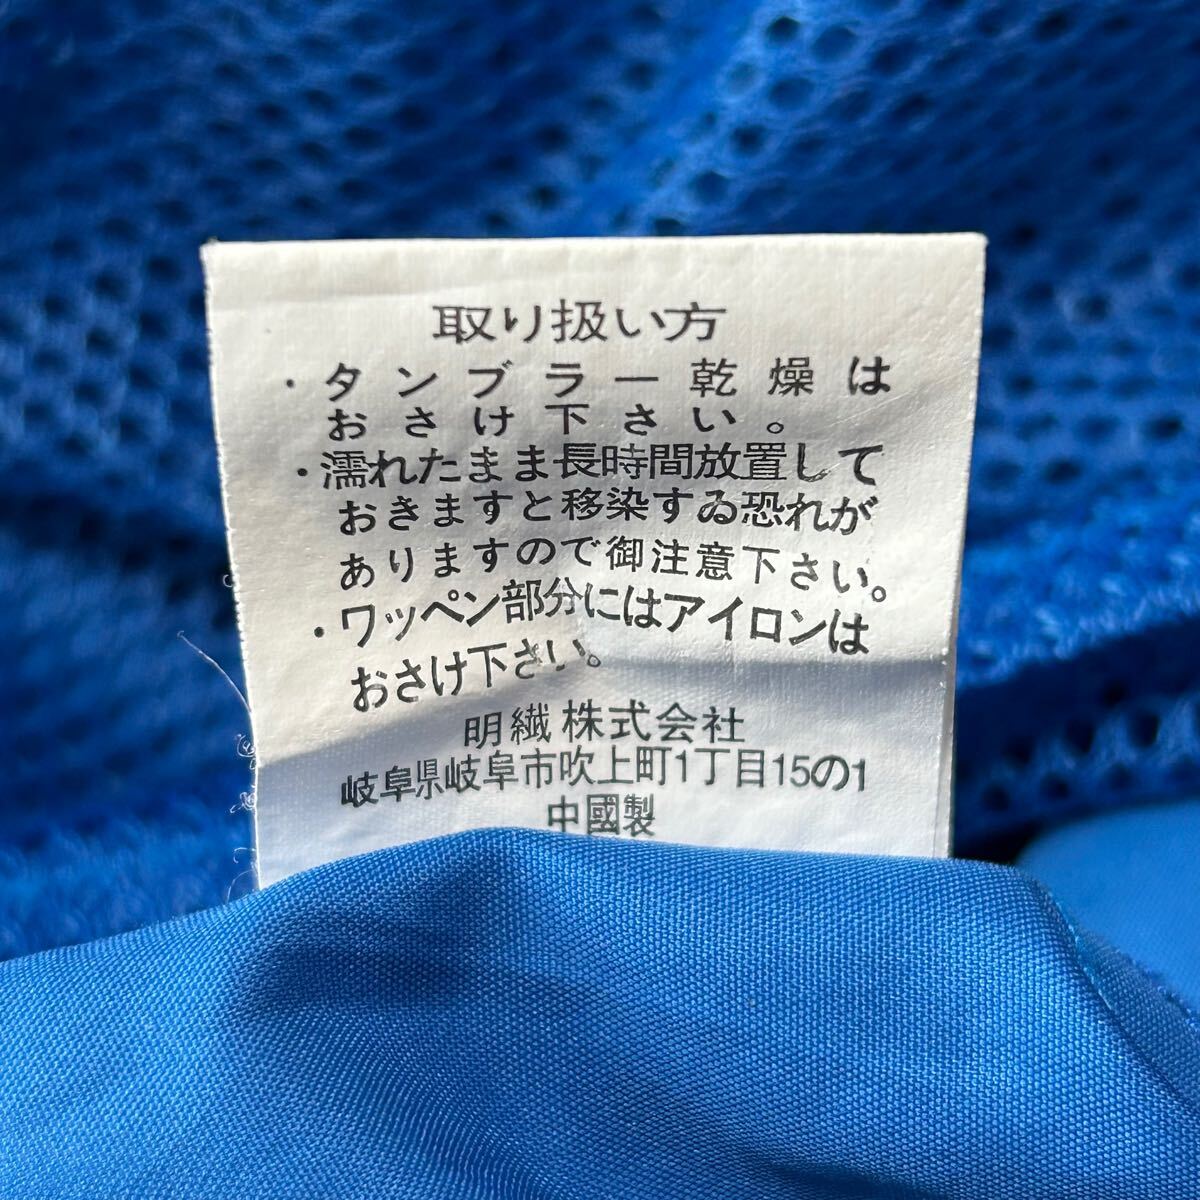 取り扱い方
・タンブラー乾燥は
おさけ下さい。
・濡れたまま長時間放置して
おきますと移染すゐ恐れが
ありますので御注意下さい。
・ワッペン部分にはアイロンは
おさけ下さい。
明繊株式会社
岐阜県岐阜市吹上町1丁目15の1
中國製